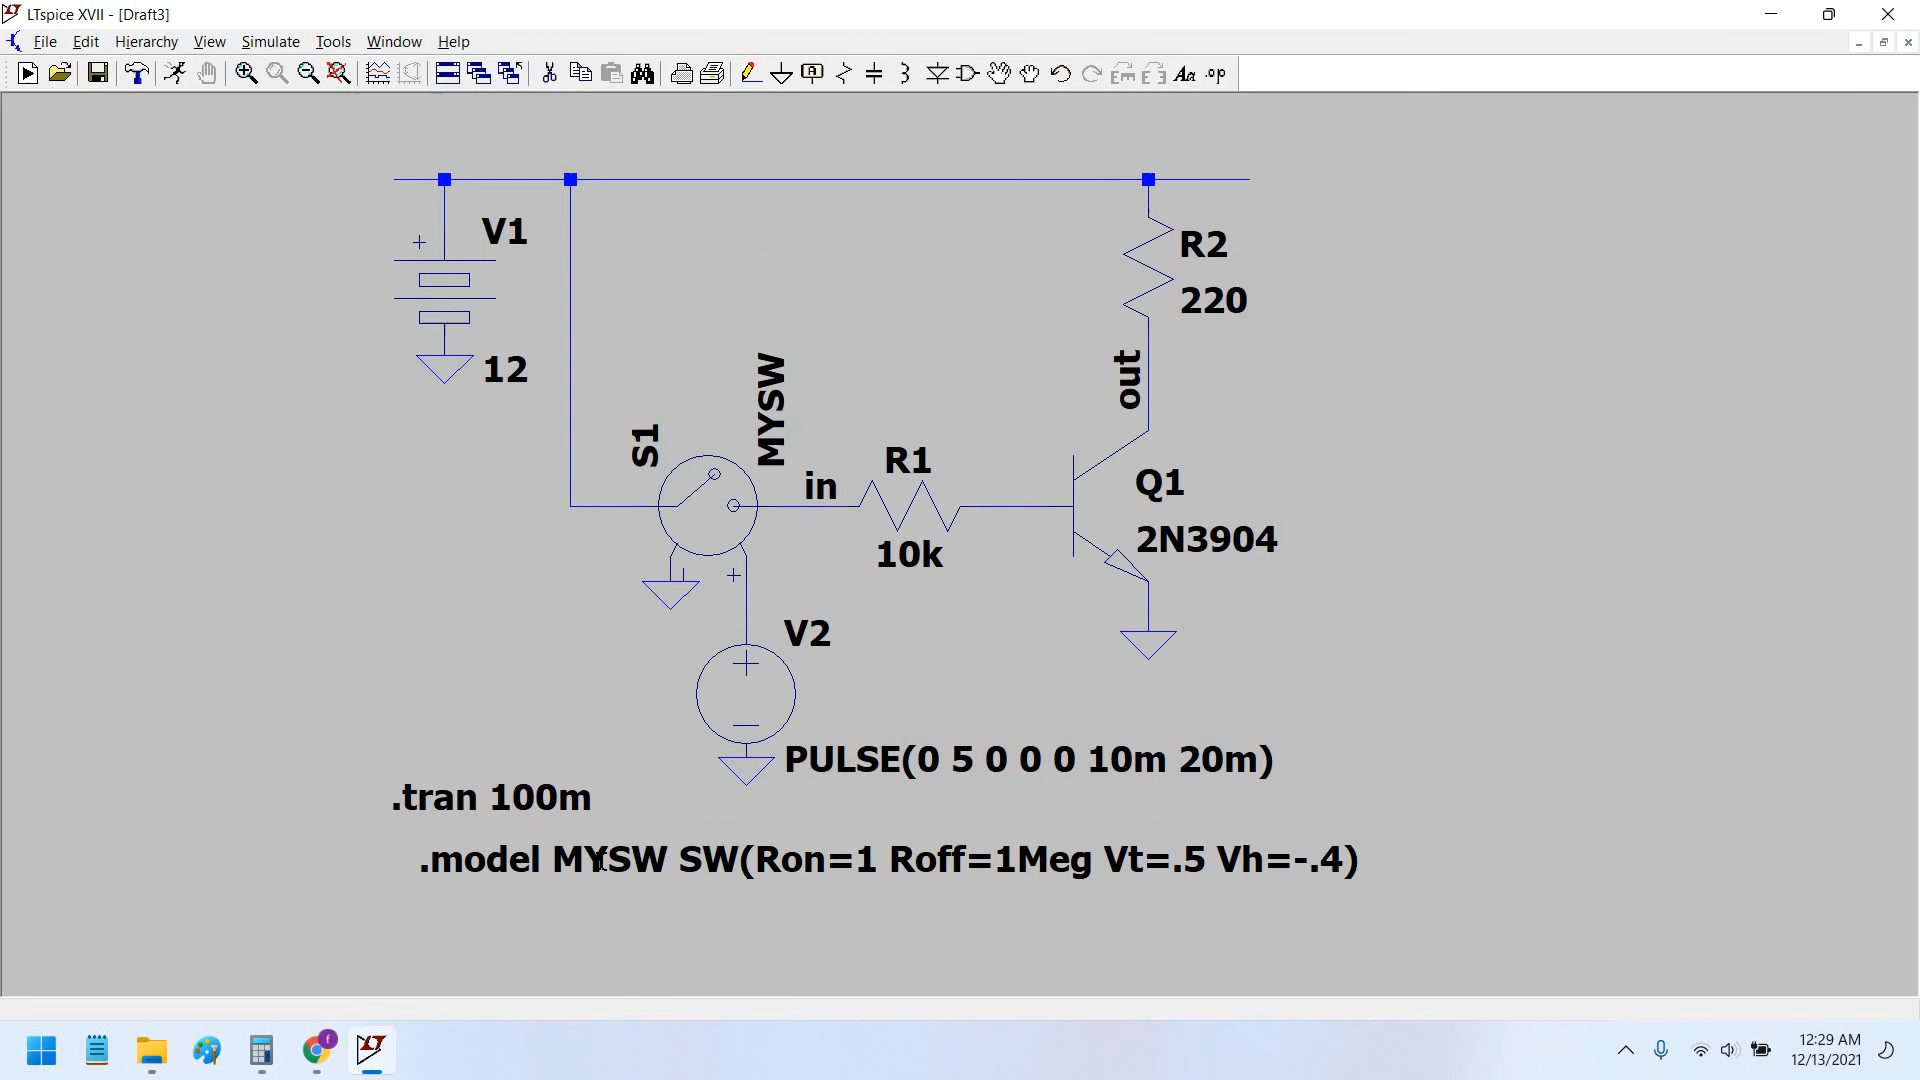 LTspice XVII - [Draft3]
File Edit Hierarchy View Simulate Tools Window Help
V1
12
R2
220
out
S1
MYSW
in
R1
10k
Q1
2N3904
V2
PULSE(0 5 0 0 0 10m 20m)
.tran 100m
.model MYSW SW(Ron=1 Roff=1Meg Vt=.5 Vh=-.4)
12:29 AM
12/13/2021